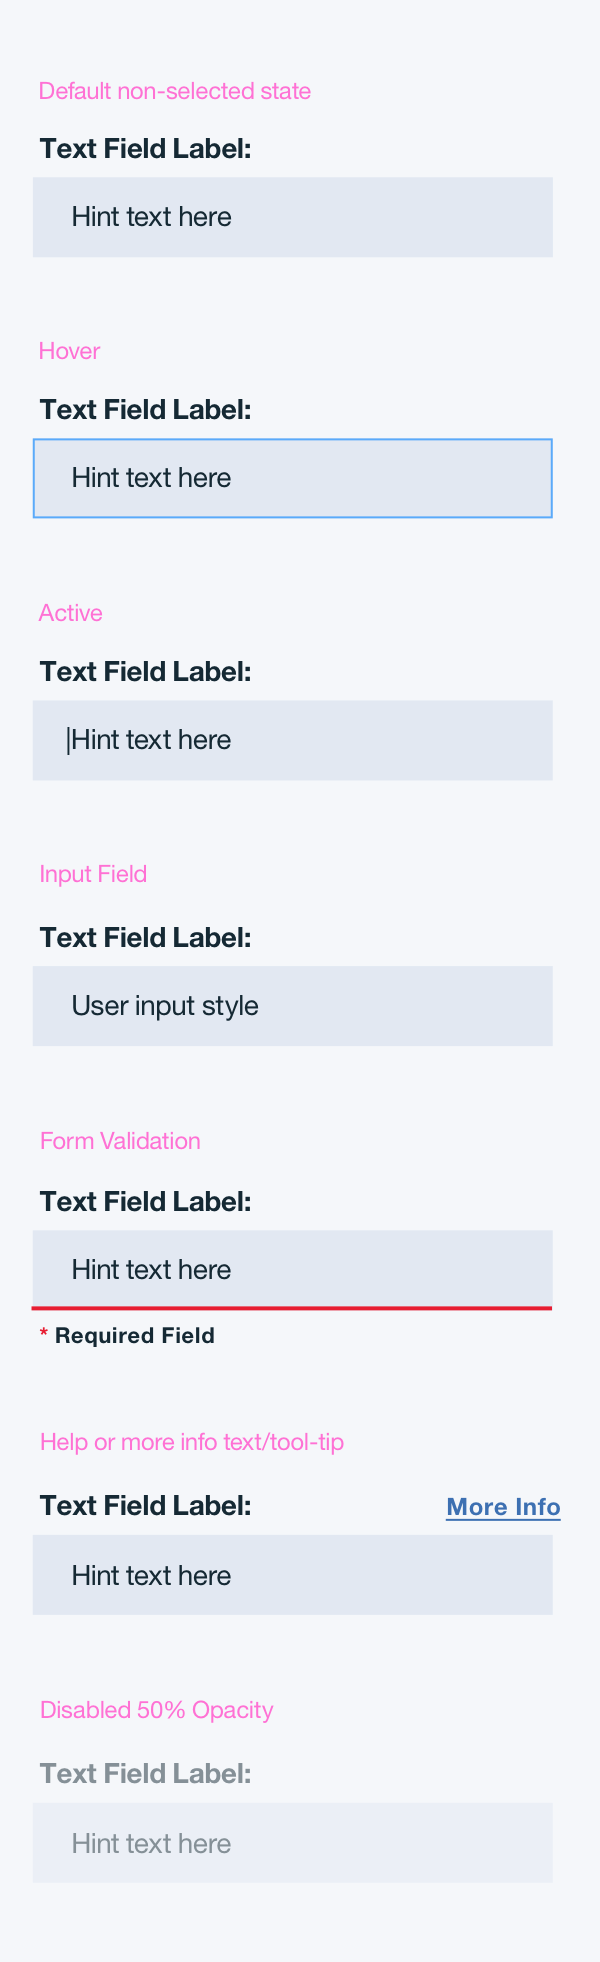 Default non-selected state
Text Field Label:
Hint text here
Hover
Text Field Label:
Hint text here
Active
Text Field Label:
Hint text here
Input Field
Text Field Label:
User input style
Form Validation
Text Field Label:
Hint text here
* Required Field
Help or more info text/tool-tip
Text Field Label: More Info
Hint text here
Disabled 50% Opacity
Text Field Label:
Hint text here